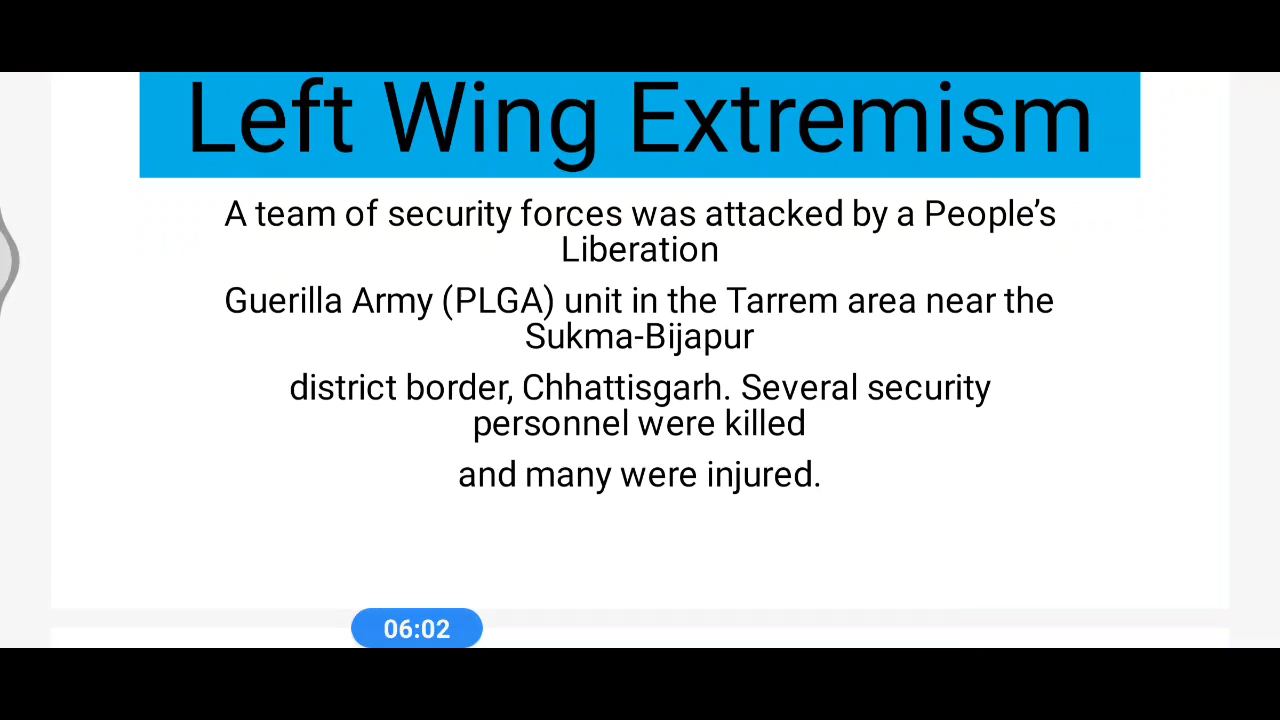 Left Wing Extremism
A team of security forces was attacked by a People’s
Liberation
Guerilla Army (PLGA) unit in the Tarrem area near the
Sukma-Bijapur
district border, Chhattisgarh. Several security
personnel were killed
and many were injured.
06:02